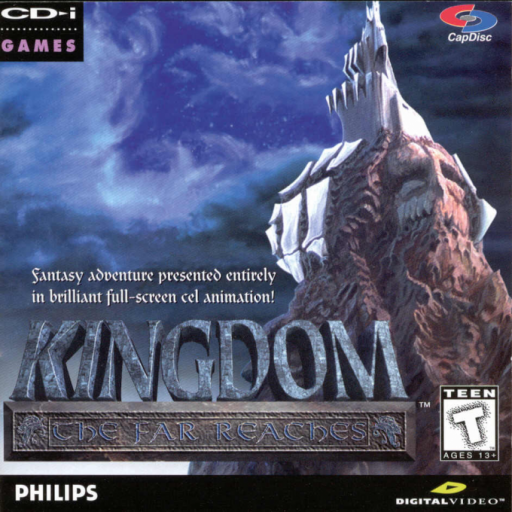 CD-i
GAMES
CapDisc
Fantasy adventure presented entirely
in brilliant full-screen cel animation!
KINGDOM
™
THE FAR REACHES
TEEN
T
AGES 13+
PHILIPS
DIGITAL VIDEO™